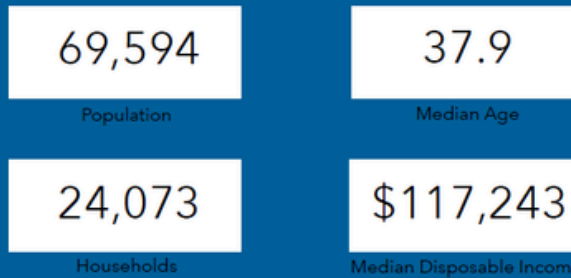 69,594
37.9
Population
Median Age
24,073
$117,243
Households
Median Disposable Incom